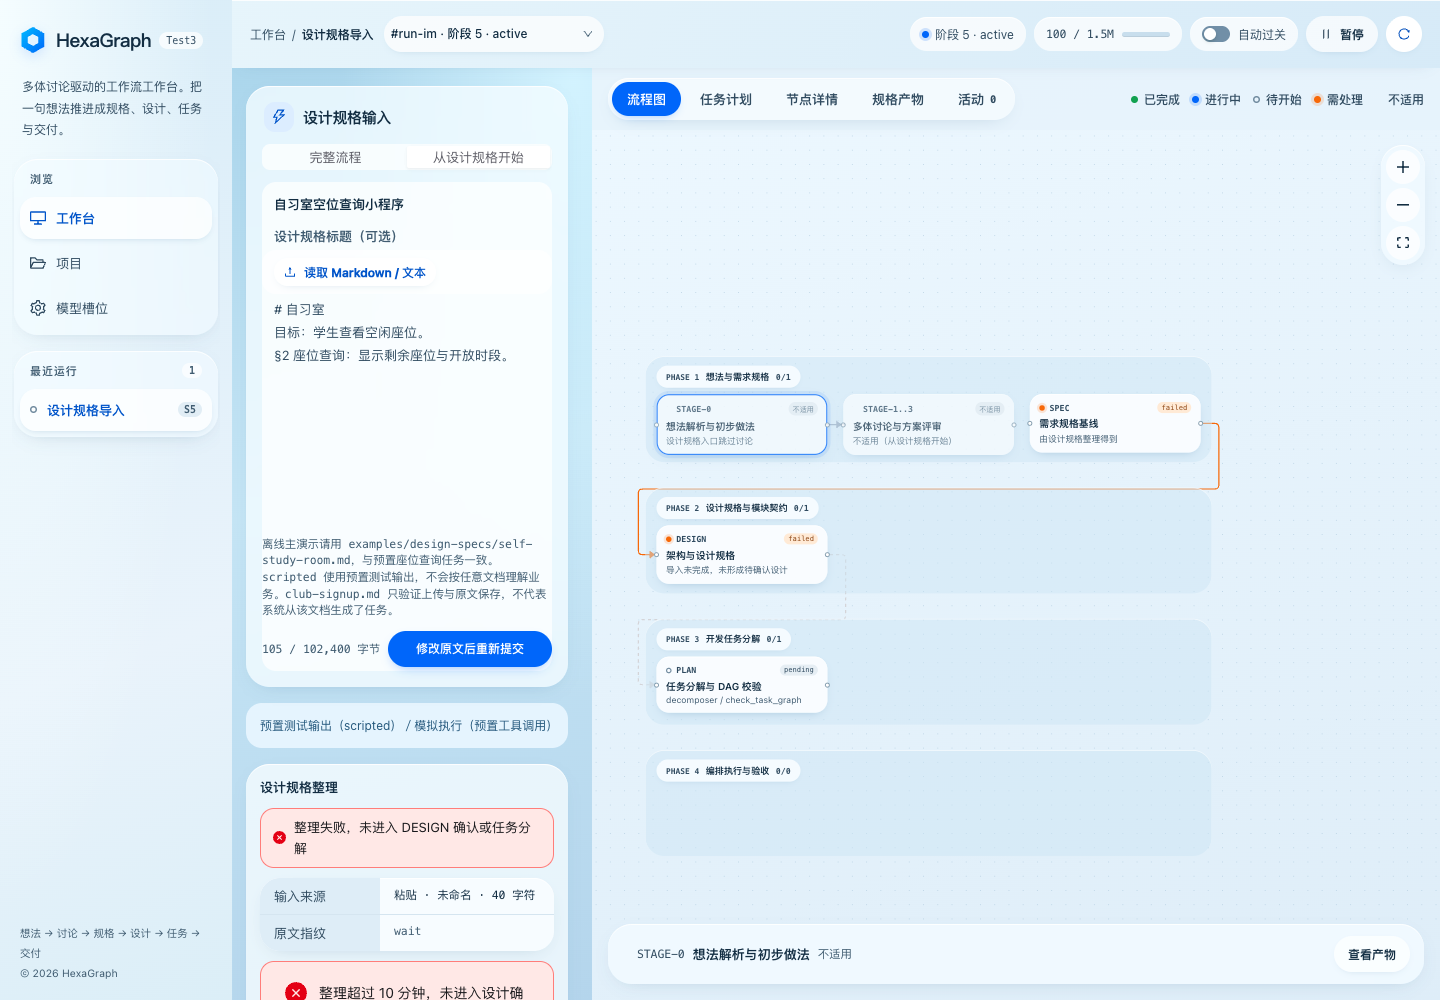 HexaGraph Test3
多体讨论驱动的工作流工作台。把
一句想法推进成规格、设计、任务
与交付。
浏览
工作台
项目
模型槽位
最近运行 1
设计规格导入 S5
想法 → 讨论 → 规格 → 设计 → 任务 →
交付
© 2026 HexaGraph
工作台 / 设计规格导入
#run-im · 阶段 5 · active
阶段 5 · active
100 / 1.5M
自动过关
暂停
设计规格输入
完整流程 从设计规格开始
自习室空位查询小程序
设计规格标题（可选）
读取 Markdown / 文本
# 自习室
目标：学生查看空闲座位。
§2 座位查询：显示剩余座位与开放时段。
离线主演示请用 examples/design-specs/self-
study-room.md，与预置座位查询任务一致。
scripted 使用预置测试输出，不会按任意文档理解业
务。club-signup.md 只验证上传与原文保存，不代表
系统从该文档生成了任务。
105 / 102,400 字节 修改原文后重新提交
预置测试输出（scripted） / 模拟执行（预置工具调用）
设计规格整理
整理失败，未进入 DESIGN 确认或任务分
解
输入来源 粘贴 · 未命名 · 40 字符
原文指纹 wait
整理超过 10 分钟，未进入设计确
流程图 任务计划 节点详情 规格产物 活动 0
已完成 进行中 待开始 需处理 不适用
PHASE 1 想法与需求规格 0/1
STAGE-0 不适用
想法解析与初步做法
设计规格入口跳过讨论
STAGE-1..3 不适用
多体讨论与方案评审
不适用（从设计规格开始）
SPEC failed
需求规格基线
由设计规格整理得到
PHASE 2 设计规格与模块契约 0/1
DESIGN failed
架构与设计规格
导入未完成，未形成待确认设计
PHASE 3 开发任务分解 0/1
PLAN pending
任务分解与 DAG 校验
decomposer / check_task_graph
PHASE 4 编排执行与验收 0/0
STAGE-0 想法解析与初步做法 不适用
查看产物